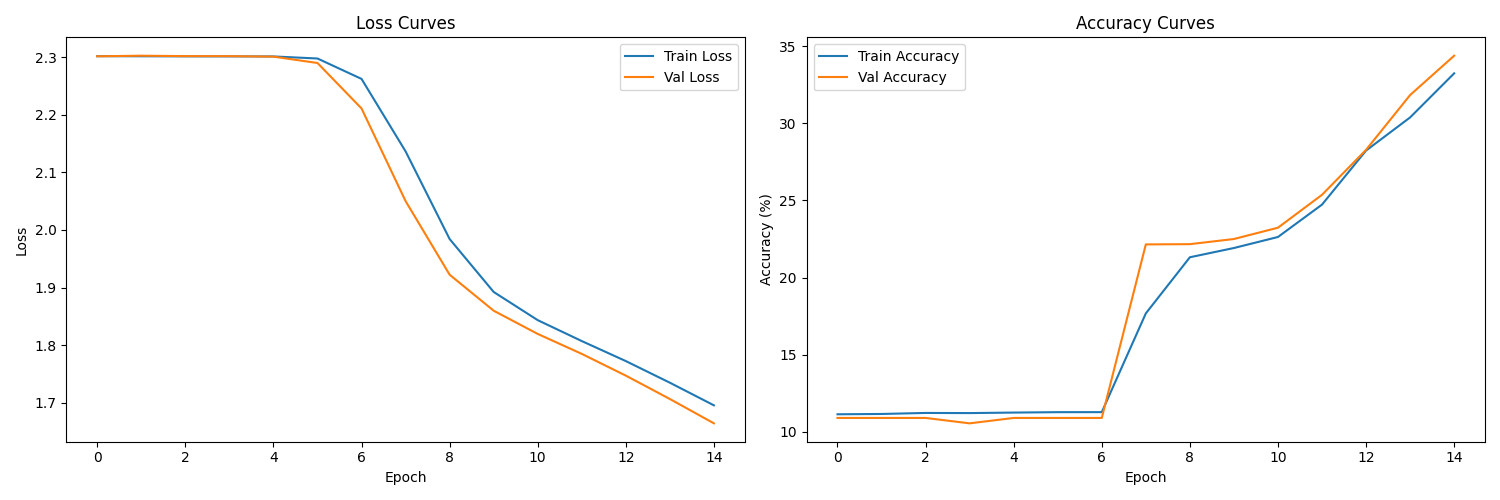 Loss Curves
Train Loss
Val Loss
2.3
2.2
2.1
2.0
1.9
1.8
1.7
Loss
0 2 4 6 8 10 12 14
Epoch
Accuracy Curves
Train Accuracy
Val Accuracy
35
30
25
20
15
10
Accuracy (%)
0 2 4 6 8 10 12 14
Epoch